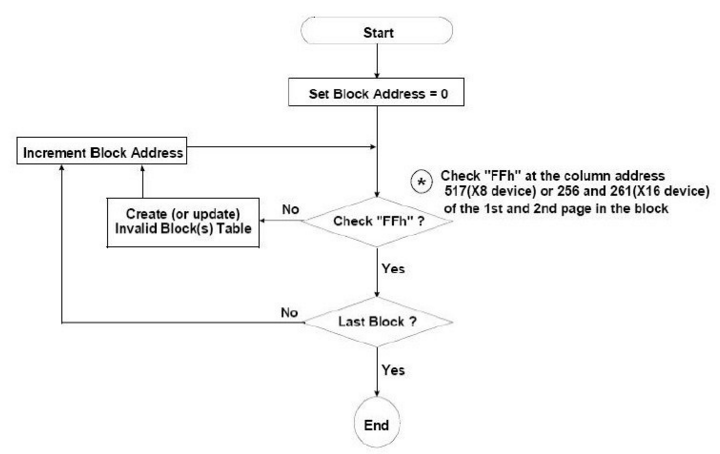 Start
Set Block Address = 0
Increment Block Address
* Check "FFh" at the column address
517(X8 device) or 256 and 261(X16 device)
of the 1st and 2nd page in the block
Create (or update)
Invalid Block(s) Table
No
Check "FFh" ?
Yes
No
Last Block ?
Yes
End